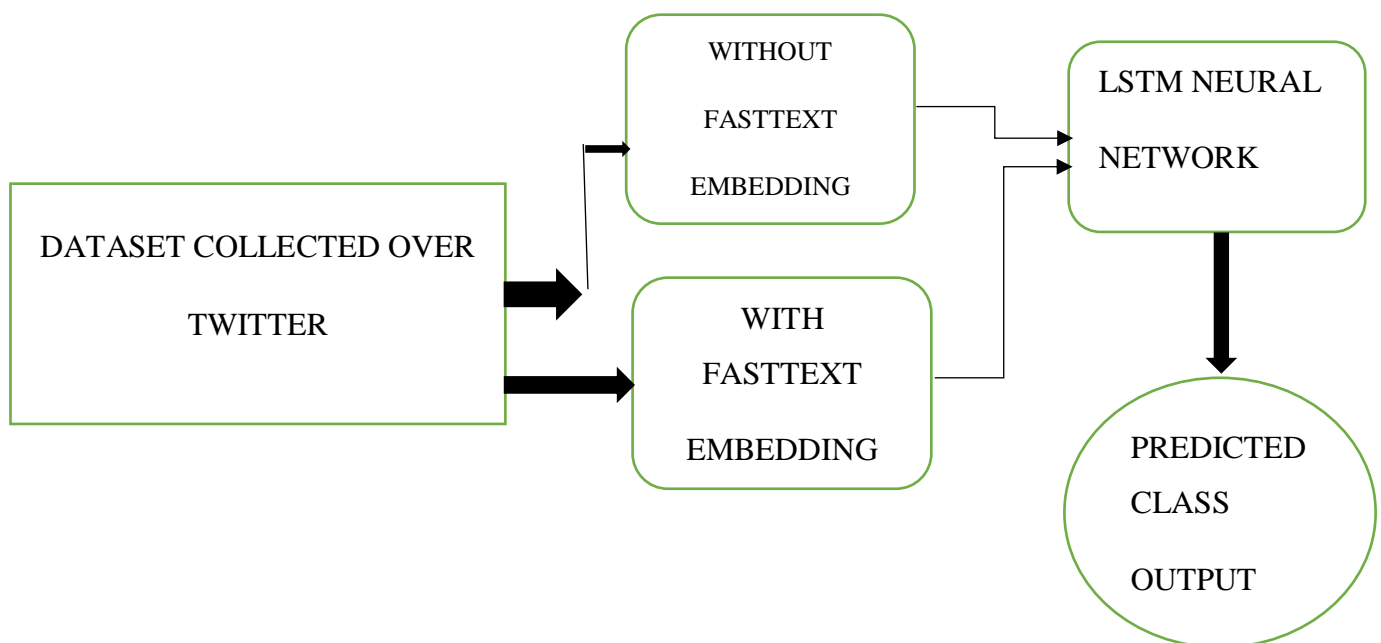 DATASET COLLECTED OVER
TWITTER
WITHOUT
FASTTEXT
EMBEDDING
WITH
FASTTEXT
EMBEDDING
LSTM NEURAL
NETWORK
PREDICTED
CLASS
OUTPUT